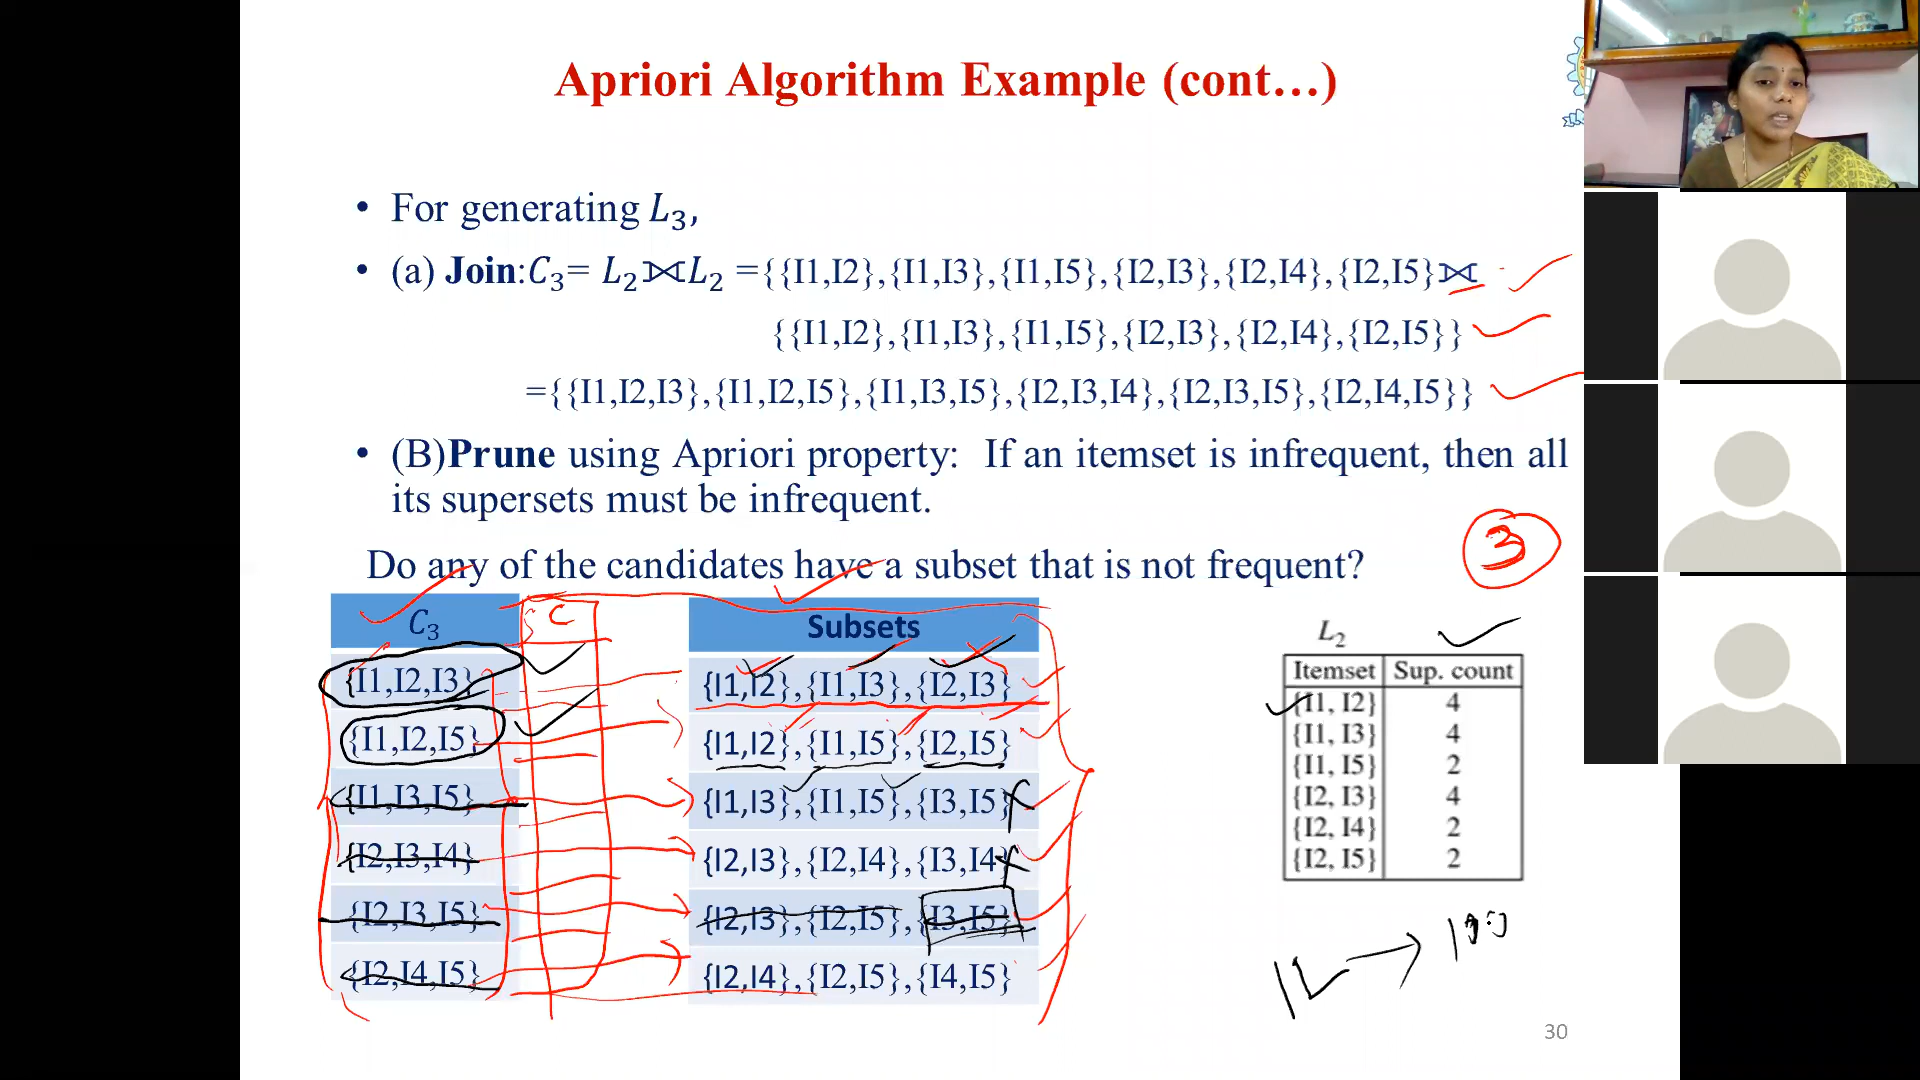 Apriori Algorithm Example (cont…)
• For generating L₃,
• (a) Join:C₃= L₂⋈L₂ ={{I1,I2},{I1,I3},{I1,I5},{I2,I3},{I2,I4},{I2,I5}⋈
{{I1,I2},{I1,I3},{I1,I5},{I2,I3},{I2,I4},{I2,I5}}
={{I1,I2,I3},{I1,I2,I5},{I1,I3,I5},{I2,I3,I4},{I2,I3,I5},{I2,I4,I5}}
• (B)Prune using Apriori property: If an itemset is infrequent, then all
its supersets must be infrequent.
3
Do any of the candidates have a subset that is not frequent?
C₃ C Subsets
{I1,I2,I3} {I1,I2},{I1,I3},{I2,I3}
{I1,I2,I5} {I1,I2},{I1,I5},{I2,I5}
{I1,I3,I5} {I1,I3},{I1,I5},{I3,I5}
{I2,I3,I4} {I2,I3},{I2,I4},{I3,I4}
{I2,I3,I5} {I2,I3},{I2,I5},{I3,I5}
{I2,I4,I5} {I2,I4},{I2,I5},{I4,I5}
L₂
Itemset Sup. count
{I1, I2} 4
{I1, I3} 4
{I1, I5} 2
{I2, I3} 4
{I2, I4} 2
{I2, I5} 2
30